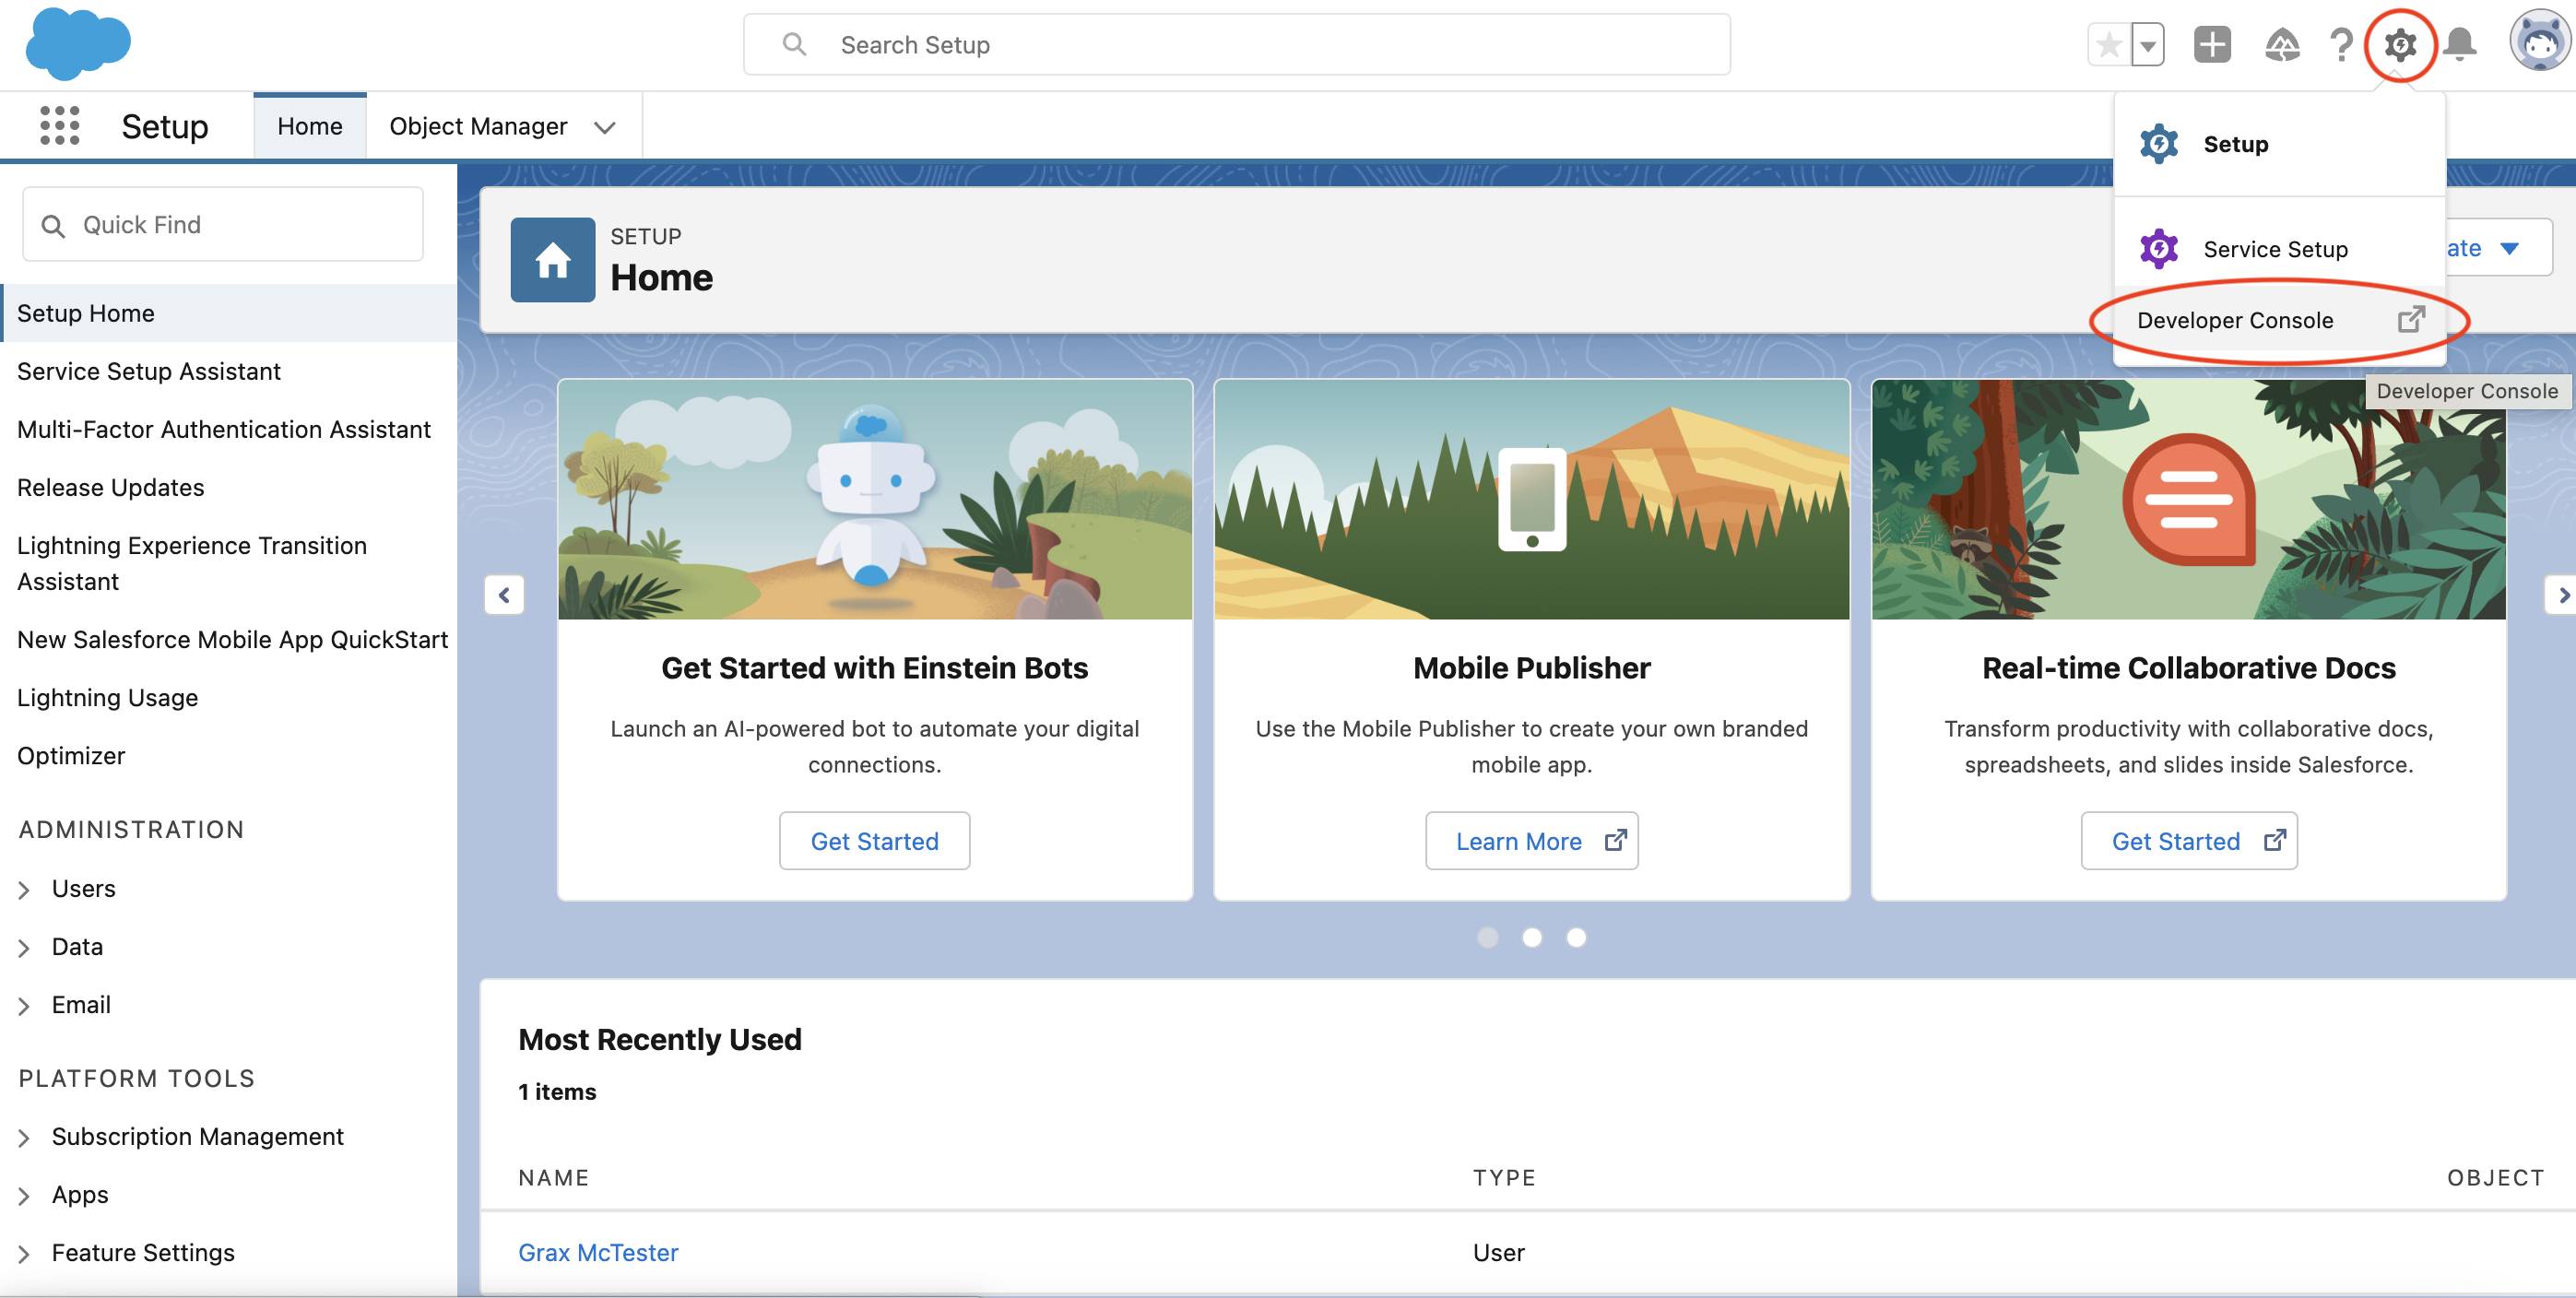 Search Setup
Setup
Home
Object Manager
Setup
Service Setup
Developer Console
Developer Console
Quick Find
Setup Home
Service Setup Assistant
Multi-Factor Authentication Assistant
Release Updates
Lightning Experience Transition
Assistant
New Salesforce Mobile App QuickStart
Lightning Usage
Optimizer
ADMINISTRATION
Users
Data
Email
PLATFORM TOOLS
Subscription Management
Apps
Feature Settings
SETUP
Home
ate
Get Started with Einstein Bots
Launch an AI-powered bot to automate your digital
connections.
Get Started
Mobile Publisher
Use the Mobile Publisher to create your own branded
mobile app.
Learn More
Real-time Collaborative Docs
Transform productivity with collaborative docs,
spreadsheets, and slides inside Salesforce.
Get Started
Most Recently Used
1 items
NAME TYPE OBJECT
Grax McTester User